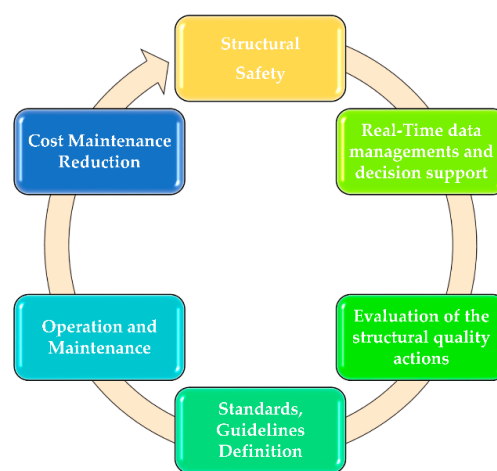 Structural
Safety
Real-Time data
managements and
decision support
Evaluation of the
structural quality
actions
Standards,
Guidelines
Definition
Operation and
Maintenance
Cost Maintenance
Reduction